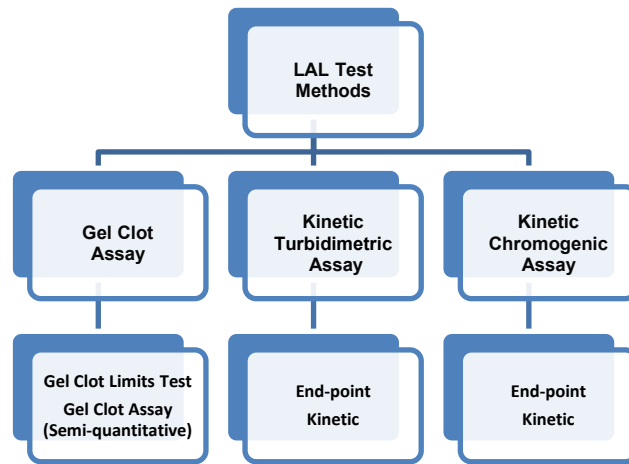 LAL Test
Methods
Gel Clot
Assay
Kinetic
Turbidimetric
Assay
Kinetic
Chromogenic
Assay
Gel Clot Limits Test
Gel Clot Assay
(Semi-quantitative)
End-point
Kinetic
End-point
Kinetic